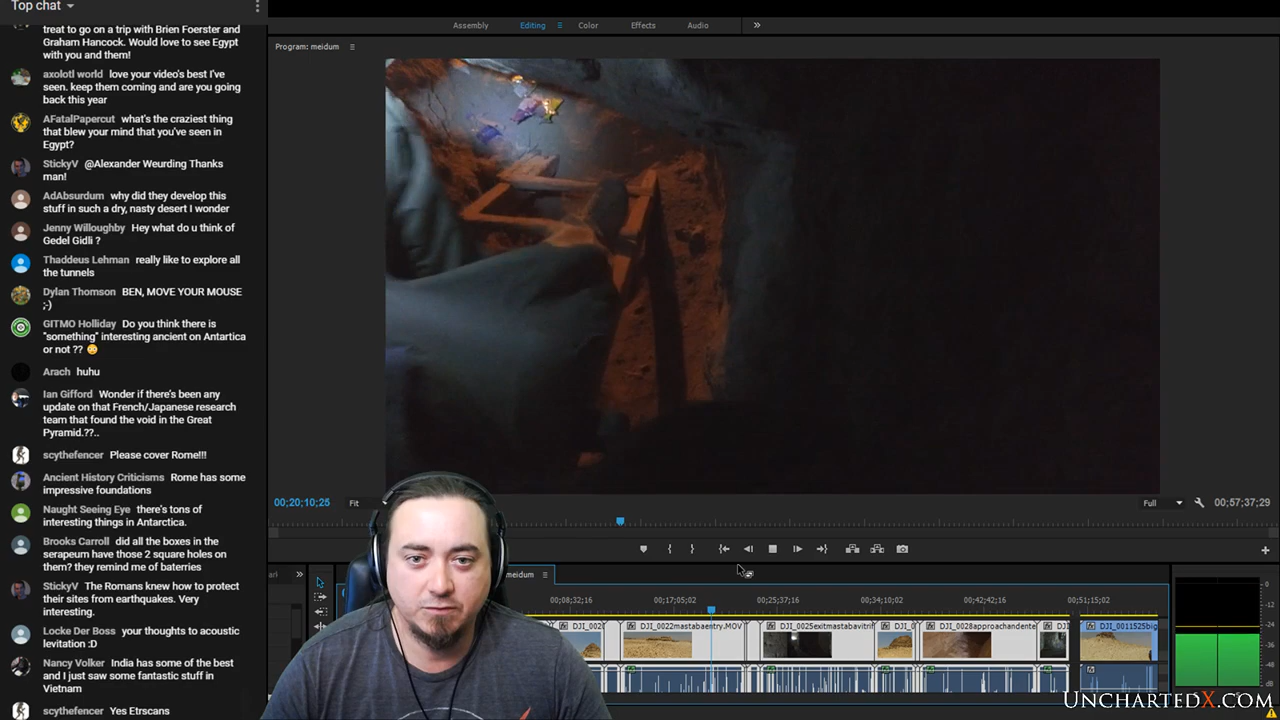 Top chat
treat to go on a trip with Brien Foerster and
Graham Hancock. Would love to see Egypt
with you and them!
axolotl world love your video's best I've
seen. keep them coming and are you going
back this year
AFatalPapercut what's the craziest thing
that blew your mind that you've seen in
Egypt?
StickyV @Alexander Weurding Thanks
man!
AdAbsurdum why did they develop this
stuff in such a dry, nasty desert I wonder
Jenny Willoughby Hey what do u think of
Gedel Gidli ?
Thaddeus Lehman really like to explore all
the tunnels
Dylan Thomson BEN, MOVE YOUR MOUSE
;-)
GITMO Holliday Do you think there is
"something" interesting ancient on Antartica
or not ?? 😳
Arach huhu
Ian Gifford Wonder if there's been any
update on that French/Japanese research
team that found the void in the Great
Pyramid.??..
scythefencer Please cover Rome!!!
Ancient History Criticisms Rome has some
impressive foundations
Naught Seeing Eye there's tons of
interesting things in Antarctica.
Brooks Carroll did all the boxes in the
serapeum have those 2 square holes on
them? they remind me of baterries
StickyV The Romans knew how to protect
their sites from earthquakes. Very
interesting.
Locke Der Boss your thoughts to acoustic
levitation :D
Nancy Volker India has some of the best
and I just saw some fantastic stuff in
Vietnam
scythefencer Yes Etrscans
Assembly Editing Color Effects Audio
Program: meidum
00;20;10;25 Fit Full 00;57;37;29
meidum
00;08;32;16 00;17;05;02 00;25;37;16 00;34;10;02 00;42;42;16 00;51;15;02
DJI_002 DJI_0022mastabaentry.MOV DJI_0025exitmastabavitrif DJI_0 DJI_0028approachandente DJI DJI_0011525big
0
-12
-24
-36
-48
UNCHARTEDX.COM